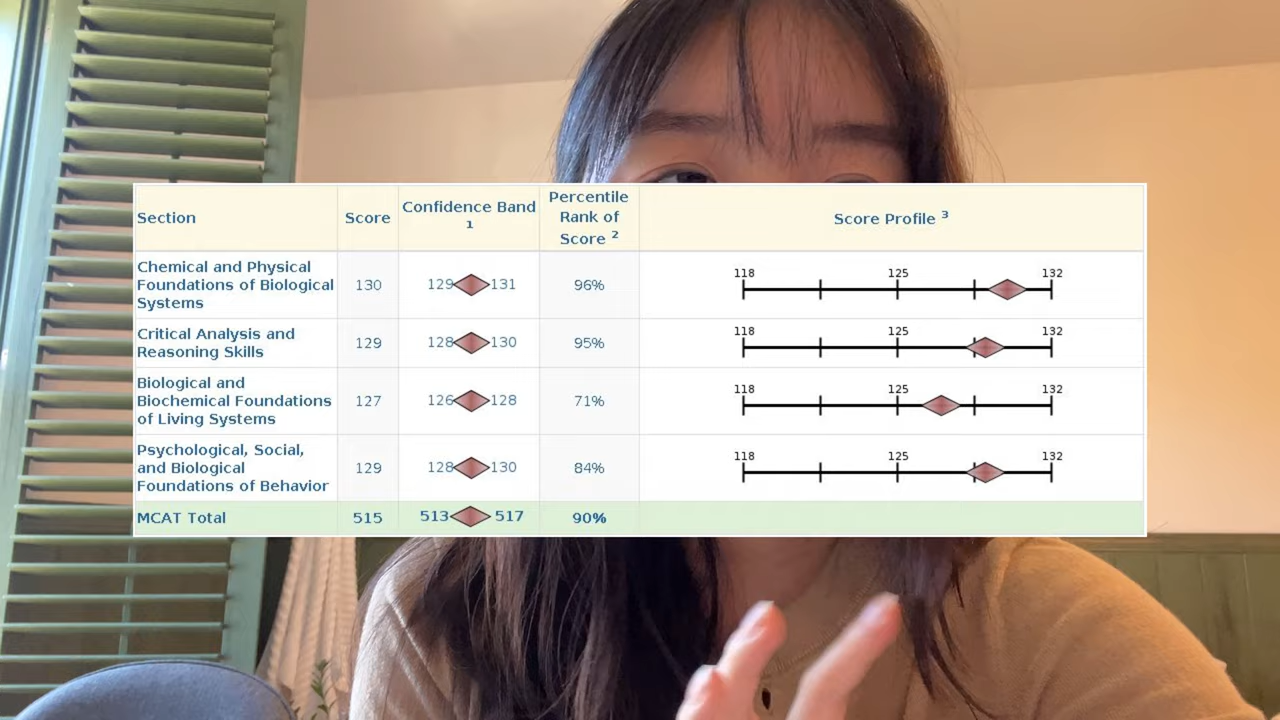 Section Score Confidence Band 1 Percentile Rank of Score 2 Score Profile 3
Chemical and Physical
Foundations of Biological
Systems
130
129 131
96%
118 125 132
Critical Analysis and
Reasoning Skills
129
128 130
95%
118 125 132
Biological and
Biochemical Foundations
of Living Systems
127
126 128
71%
118 125 132
Psychological, Social,
and Biological
Foundations of Behavior
129
128 130
84%
118 125 132
MCAT Total 515 513 517 90%